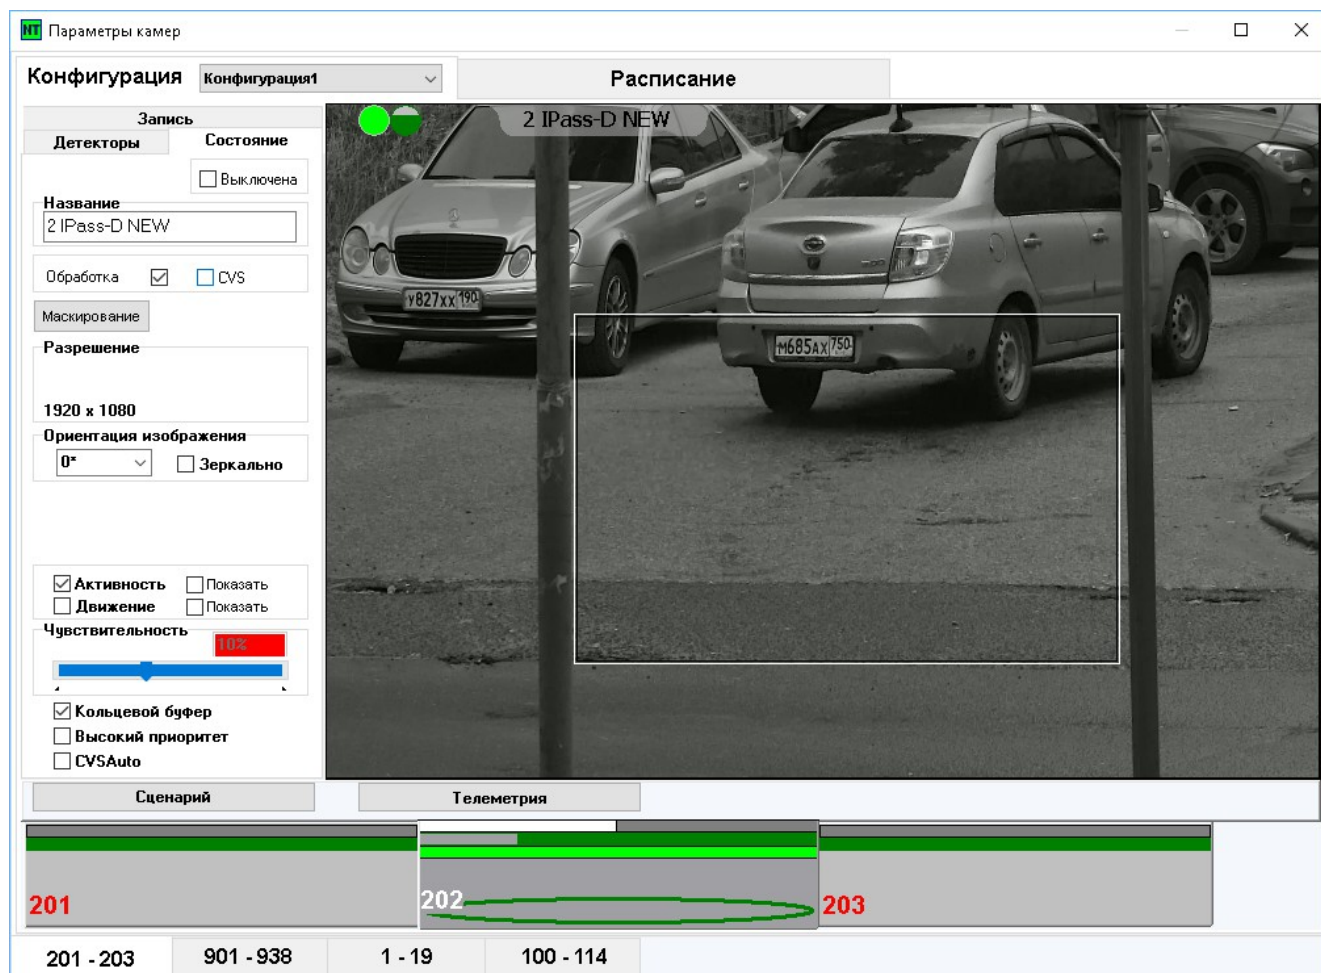 NT Параметры камер
Конфигурация Конфигурация1 Расписание
Запись
Детекторы Состояние
Выключена
Название
2 IPass-D NEW
Обработка CVS
Маскирование
Разрешение
1920 x 1080
Ориентация изображения
0° Зеркально
Активность Показать
Движение Показать
Чувствительность
10%
Кольцевой буфер
Высокий приоритет
CVSAuto
2 IPass-D NEW
У827ХХ 190
М685АХ 750
Сценарий Телеметрия
201 202 203
201 - 203 901 - 938 1 - 19 100 - 114